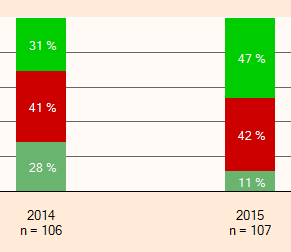 31 % 47 %
41 % 42 %
28 % 11 %
2014 2015
n = 106 n = 107